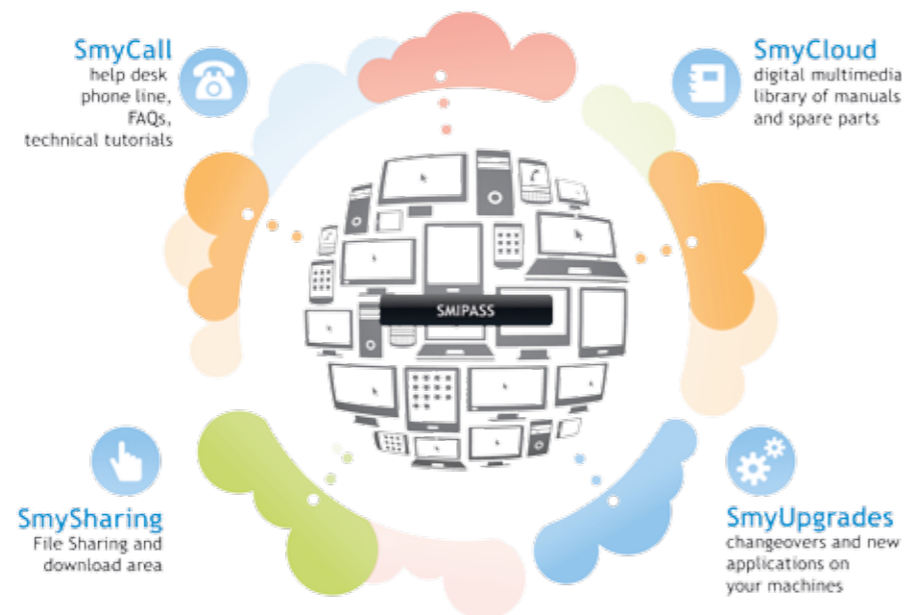 SmyCall
help desk
phone line,
FAQs,
technical tutorials
SmyCloud
digital multimedia
library of manuals
and spare parts
SMIPASS
SmySharing
File Sharing and
download area
SmyUpgrades
changeovers and new
applications on
your machines